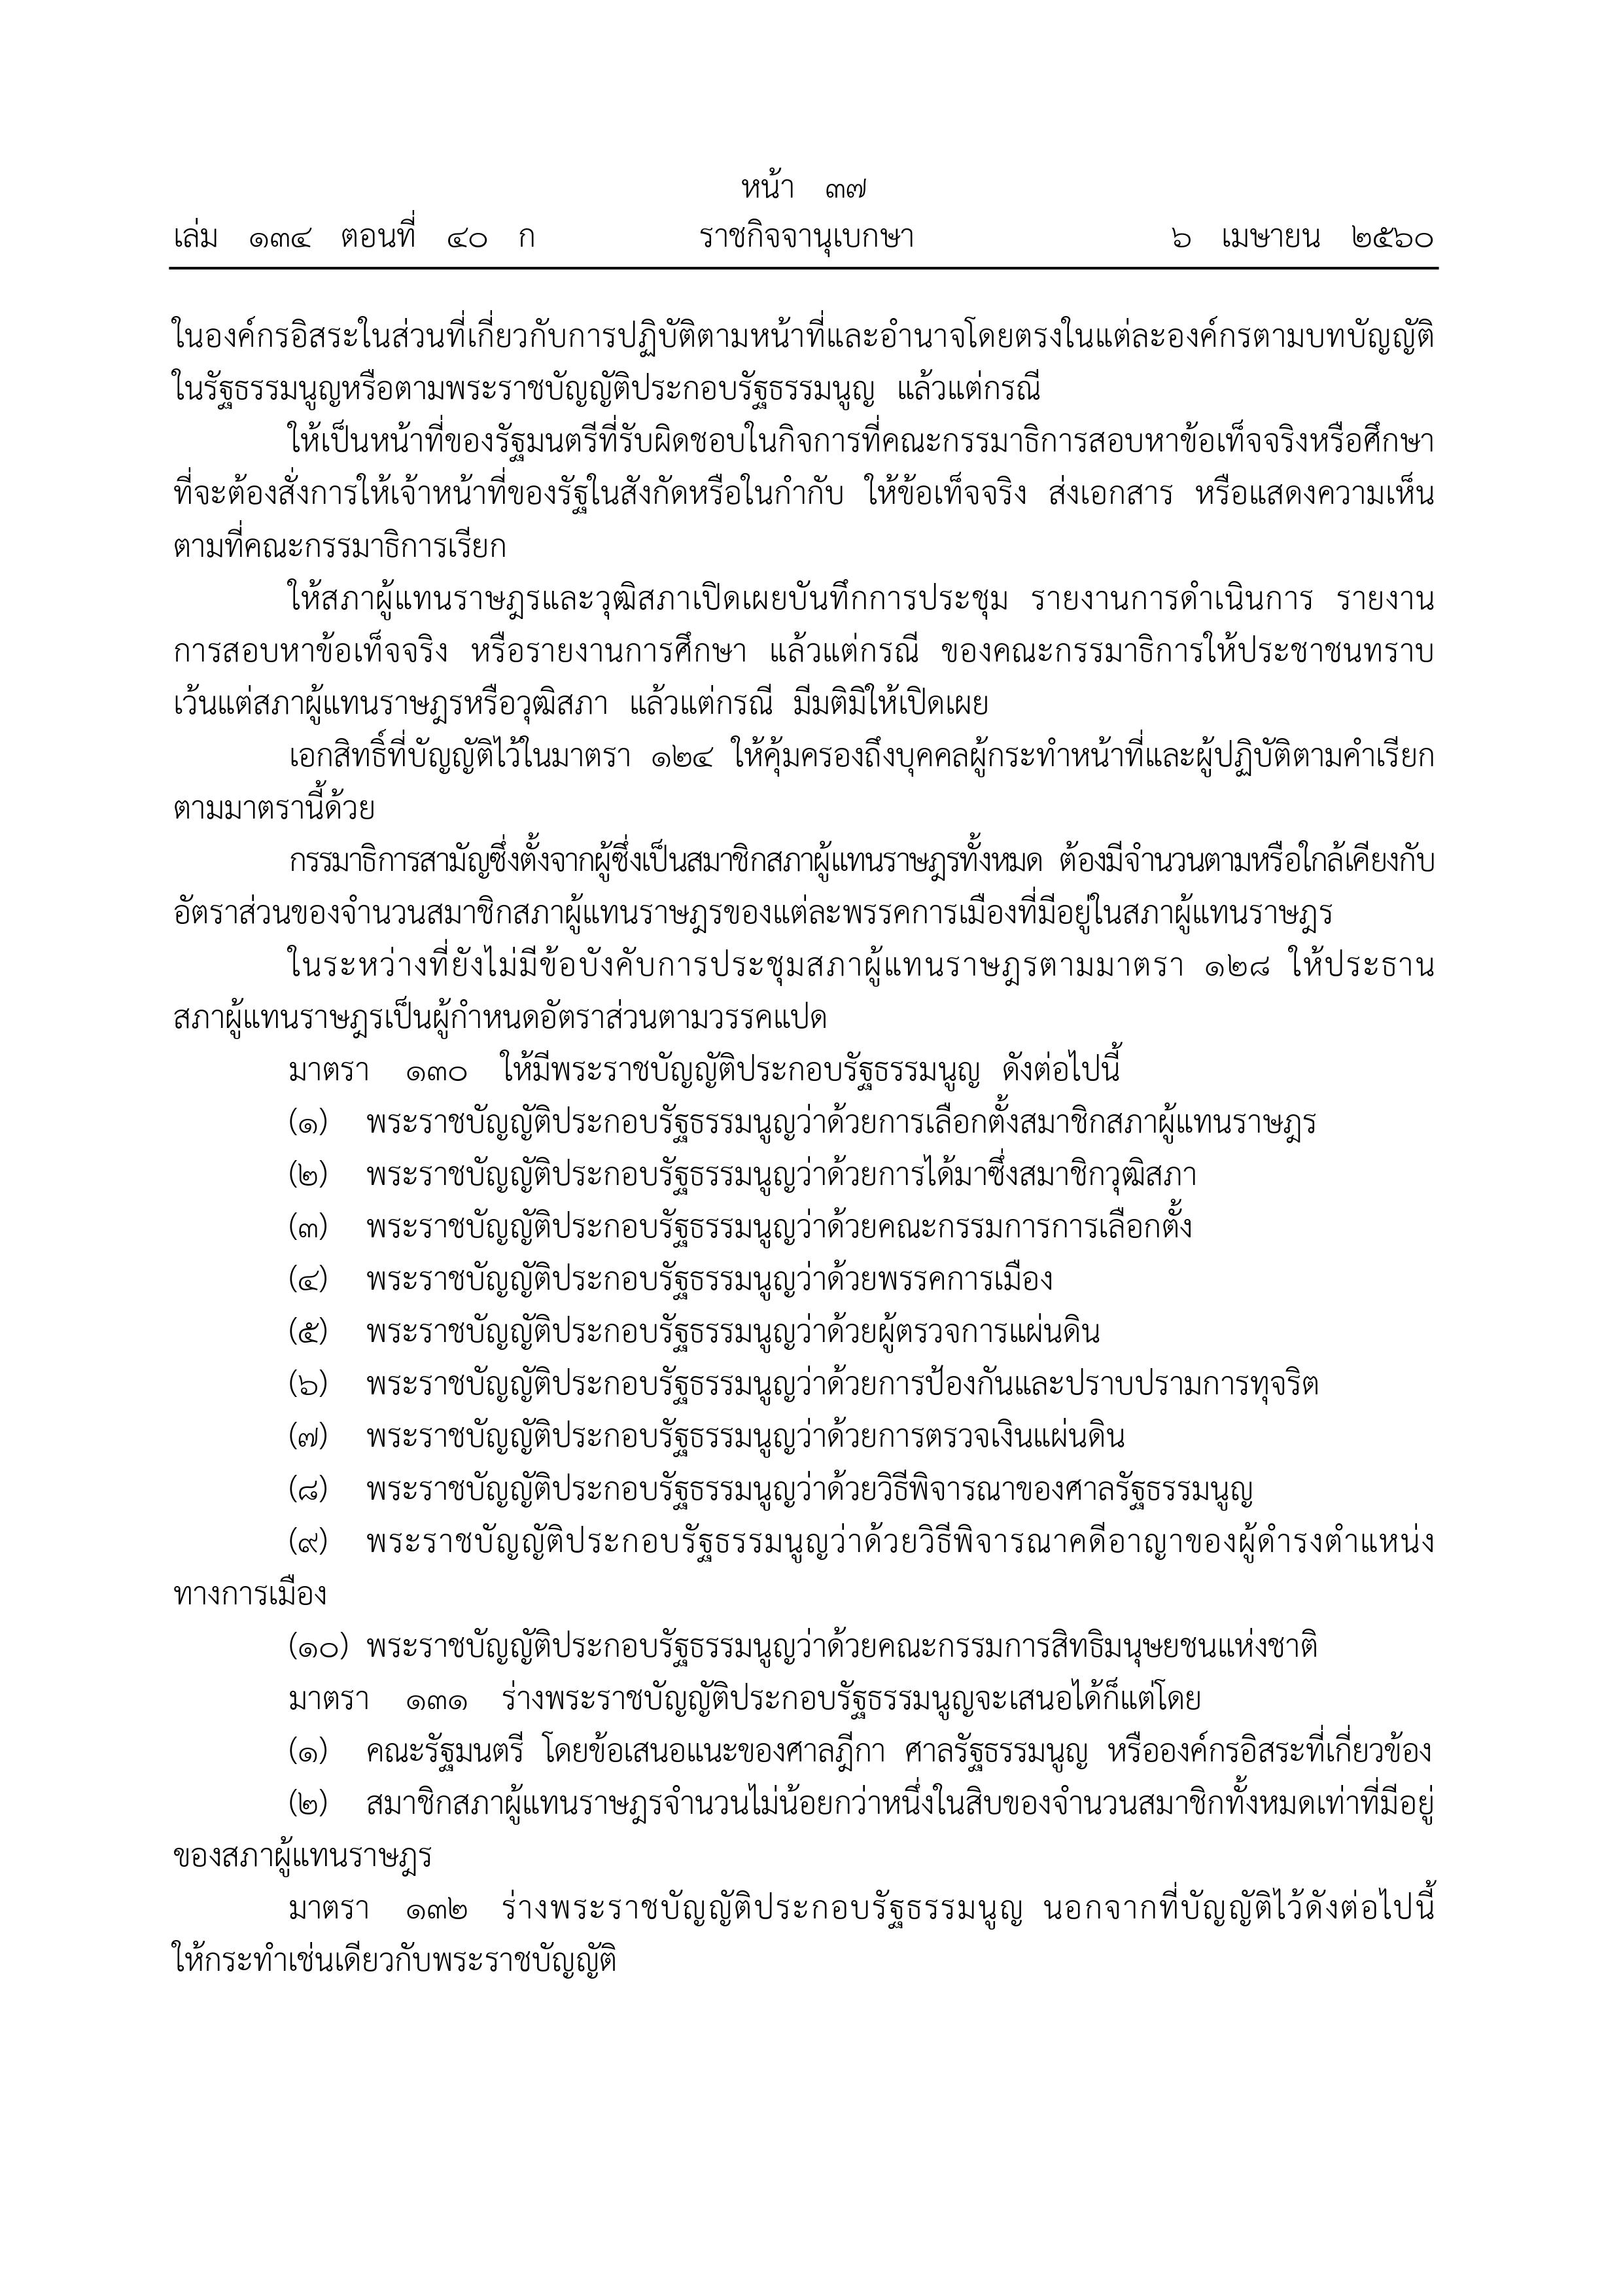 หน้า ๓๗
เล่ม ๑๓๔ ตอนที่ ๔๐ ก ราชกิจจานุเบกษา ๖ เมษายน ๒๕๖๐
ในองค์กรอิสระในส่วนที่เกี่ยวกับการปฏิบัติตามหน้าที่และอำนาจโดยตรงในแต่ละองค์กรตามบทบัญญัติ
ในรัฐธรรมนูญหรือตามพระราชบัญญัติประกอบรัฐธรรมนูญ แล้วแต่กรณี
ให้เป็นหน้าที่ของรัฐมนตรีที่รับผิดชอบในกิจการที่คณะกรรมาธิการสอบหาข้อเท็จจริงหรือศึกษา
ที่จะต้องสั่งการให้เจ้าหน้าที่ของรัฐในสังกัดหรือในกำกับ ให้ข้อเท็จจริง ส่งเอกสาร หรือแสดงความเห็น
ตามที่คณะกรรมาธิการเรียก
ให้สภาผู้แทนราษฎรและวุฒิสภาเปิดเผยบันทึกการประชุม รายงานการดำเนินการ รายงาน
การสอบหาข้อเท็จจริง หรือรายงานการศึกษา แล้วแต่กรณี ของคณะกรรมาธิการให้ประชาชนทราบ
เว้นแต่สภาผู้แทนราษฎรหรือวุฒิสภา แล้วแต่กรณี มีมติมิให้เปิดเผย
เอกสิทธิ์ที่บัญญัติไว้ในมาตรา ๑๒๔ ให้คุ้มครองถึงบุคคลผู้กระทำหน้าที่และผู้ปฏิบัติตามคำเรียก
ตามมาตรานี้ด้วย
กรรมาธิการสามัญซึ่งตั้งจากผู้ซึ่งเป็นสมาชิกสภาผู้แทนราษฎรทั้งหมด ต้องมีจำนวนตามหรือใกล้เคียงกับ
อัตราส่วนของจำนวนสมาชิกสภาผู้แทนราษฎรของแต่ละพรรคการเมืองที่มีอยู่ในสภาผู้แทนราษฎร
ในระหว่างที่ยังไม่มีข้อบังคับการประชุมสภาผู้แทนราษฎรตามมาตรา ๑๒๘ ให้ประธาน
สภาผู้แทนราษฎรเป็นผู้กำหนดอัตราส่วนตามวรรคแปด
มาตรา ๑๓๐ ให้มีพระราชบัญญัติประกอบรัฐธรรมนูญ ดังต่อไปนี้
(๑) พระราชบัญญัติประกอบรัฐธรรมนูญว่าด้วยการเลือกตั้งสมาชิกสภาผู้แทนราษฎร
(๒) พระราชบัญญัติประกอบรัฐธรรมนูญว่าด้วยการได้มาซึ่งสมาชิกวุฒิสภา
(๓) พระราชบัญญัติประกอบรัฐธรรมนูญว่าด้วยคณะกรรมการการเลือกตั้ง
(๔) พระราชบัญญัติประกอบรัฐธรรมนูญว่าด้วยพรรคการเมือง
(๕) พระราชบัญญัติประกอบรัฐธรรมนูญว่าด้วยผู้ตรวจการแผ่นดิน
(๖) พระราชบัญญัติประกอบรัฐธรรมนูญว่าด้วยการป้องกันและปราบปรามการทุจริต
(๗) พระราชบัญญัติประกอบรัฐธรรมนูญว่าด้วยการตรวจเงินแผ่นดิน
(๘) พระราชบัญญัติประกอบรัฐธรรมนูญว่าด้วยวิธีพิจารณาของศาลรัฐธรรมนูญ
(๙) พระราชบัญญัติประกอบรัฐธรรมนูญว่าด้วยวิธีพิจารณาคดีอาญาของผู้ดำรงตำแหน่ง
ทางการเมือง
(๑๐) พระราชบัญญัติประกอบรัฐธรรมนูญว่าด้วยคณะกรรมการสิทธิมนุษยชนแห่งชาติ
มาตรา ๑๓๑ ร่างพระราชบัญญัติประกอบรัฐธรรมนูญจะเสนอได้ก็แต่โดย
(๑) คณะรัฐมนตรี โดยข้อเสนอแนะของศาลฎีกา ศาลรัฐธรรมนูญ หรือองค์กรอิสระที่เกี่ยวข้อง
(๒) สมาชิกสภาผู้แทนราษฎรจำนวนไม่น้อยกว่าหนึ่งในสิบของจำนวนสมาชิกทั้งหมดเท่าที่มีอยู่
ของสภาผู้แทนราษฎร
มาตรา ๑๓๒ ร่างพระราชบัญญัติประกอบรัฐธรรมนูญ นอกจากที่บัญญัติไว้ดังต่อไปนี้
ให้กระทำเช่นเดียวกับพระราชบัญญัติ